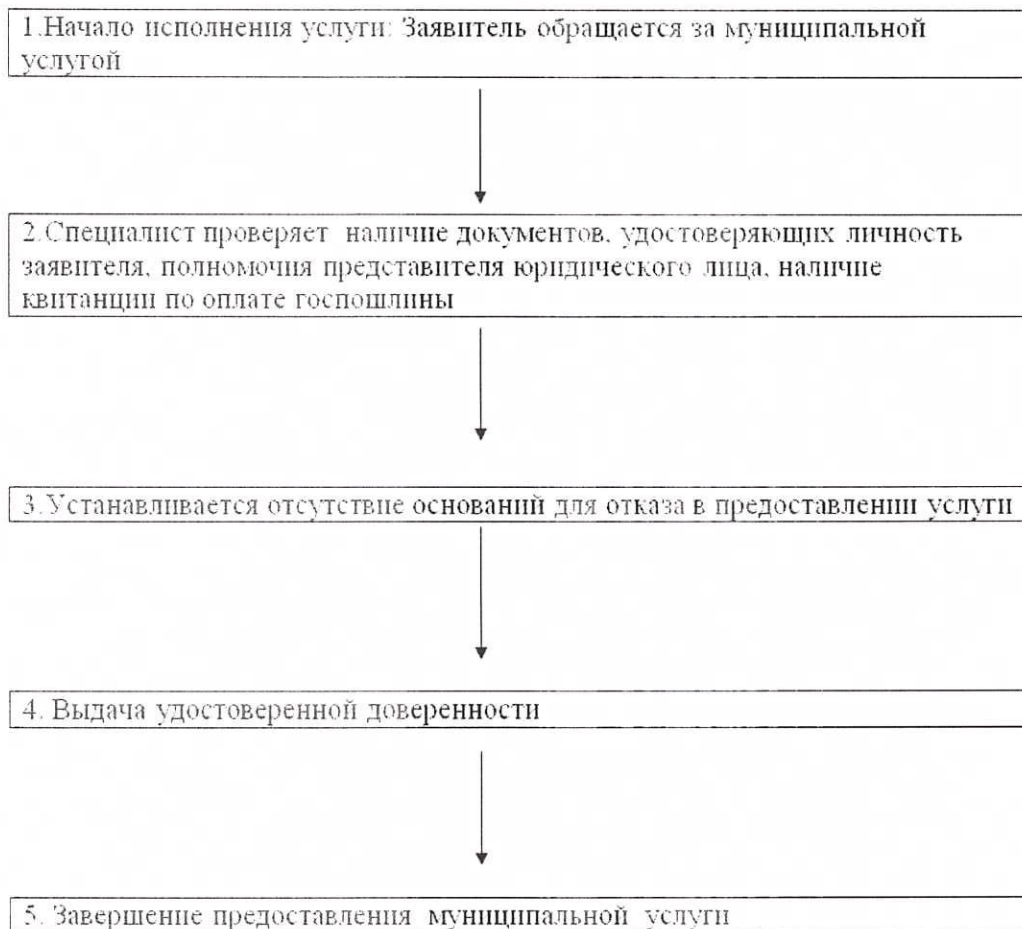 1.Начало исполнения услуги: Заявитель обращается за муниципальной
услугой
2.Специалист проверяет наличие документов, удостоверяющих личность
заявителя, полномочия представителя юридического лица, наличие
квитанции по оплате госпошлины
3.Устанавливается отсутствие оснований для отказа в предоставлении услуги
4. Выдача удостоверенной доверенности
5. Завершение предоставления муниципальной услуги